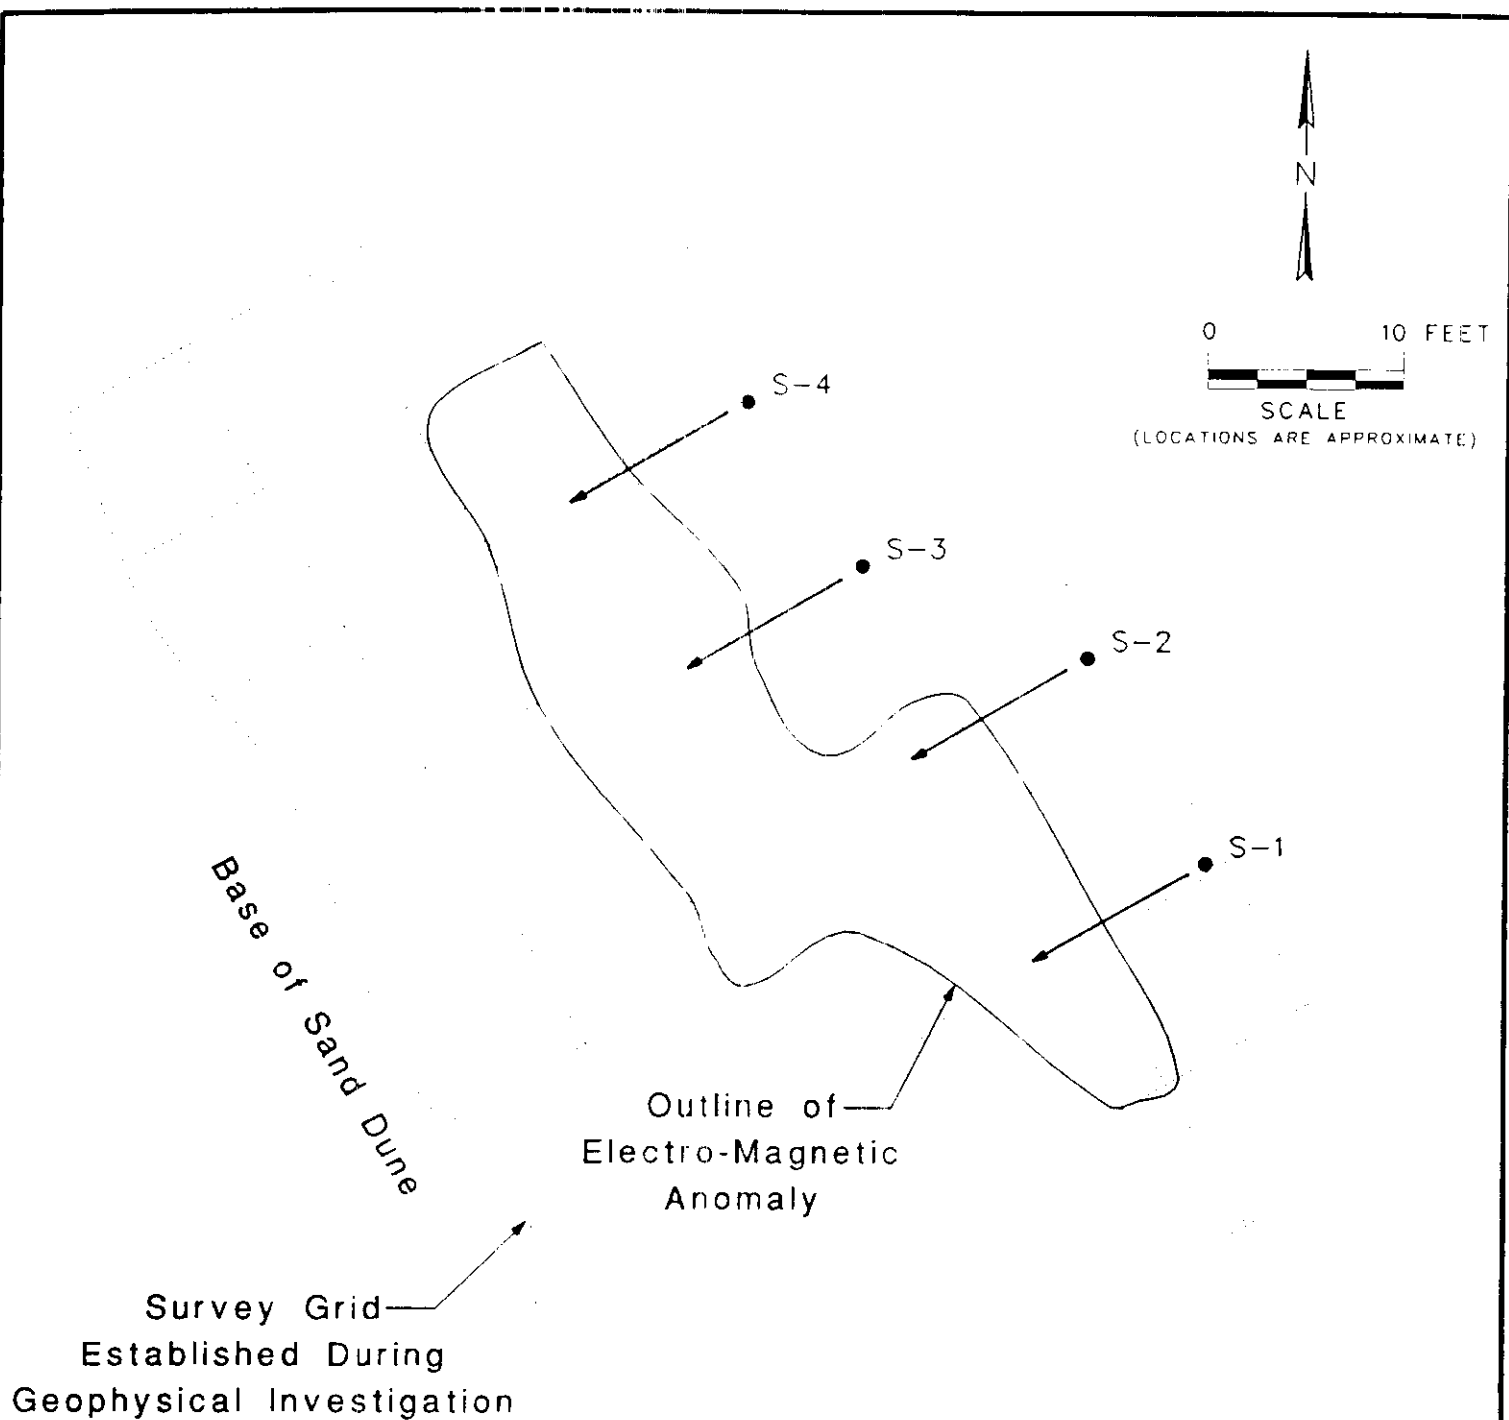 N
0 10 FEET
SCALE
(LOCATIONS ARE APPROXIMATE)
S-4
S-3
S-2
S-1
Base of Sand Dune
Outline of
Electro-Magnetic
Anomaly
Survey Grid
Established During
Geophysical Investigation